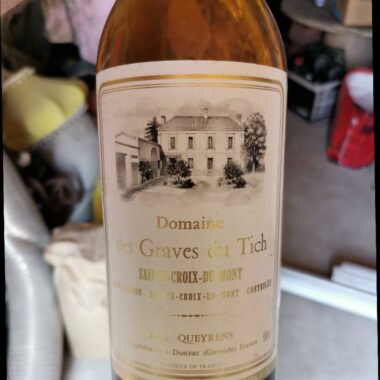 Domaine
des Graves du Tich
SAINTE-CROIX-DU-MONT
APPELLATION SAINTE-CROIX-DU-MONT CONTROLÉE
QUEYRENS
Propriétaire à Donzac (Gironde) France
PRODUCE OF FRANCE